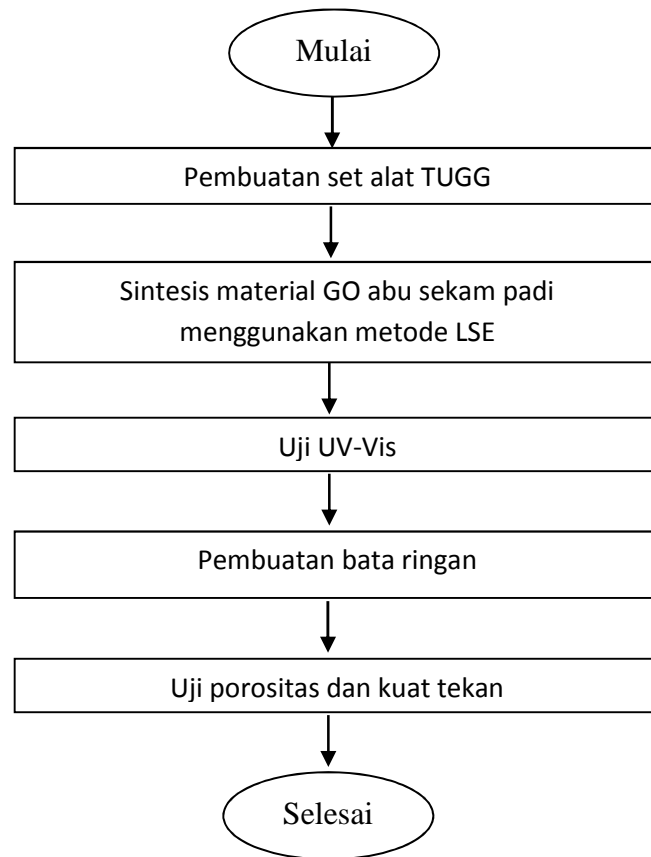 Mulai
Pembuatan set alat TUGG
Sintesis material GO abu sekam padi
menggunakan metode LSE
Uji UV-Vis
Pembuatan bata ringan
Uji porositas dan kuat tekan
Selesai